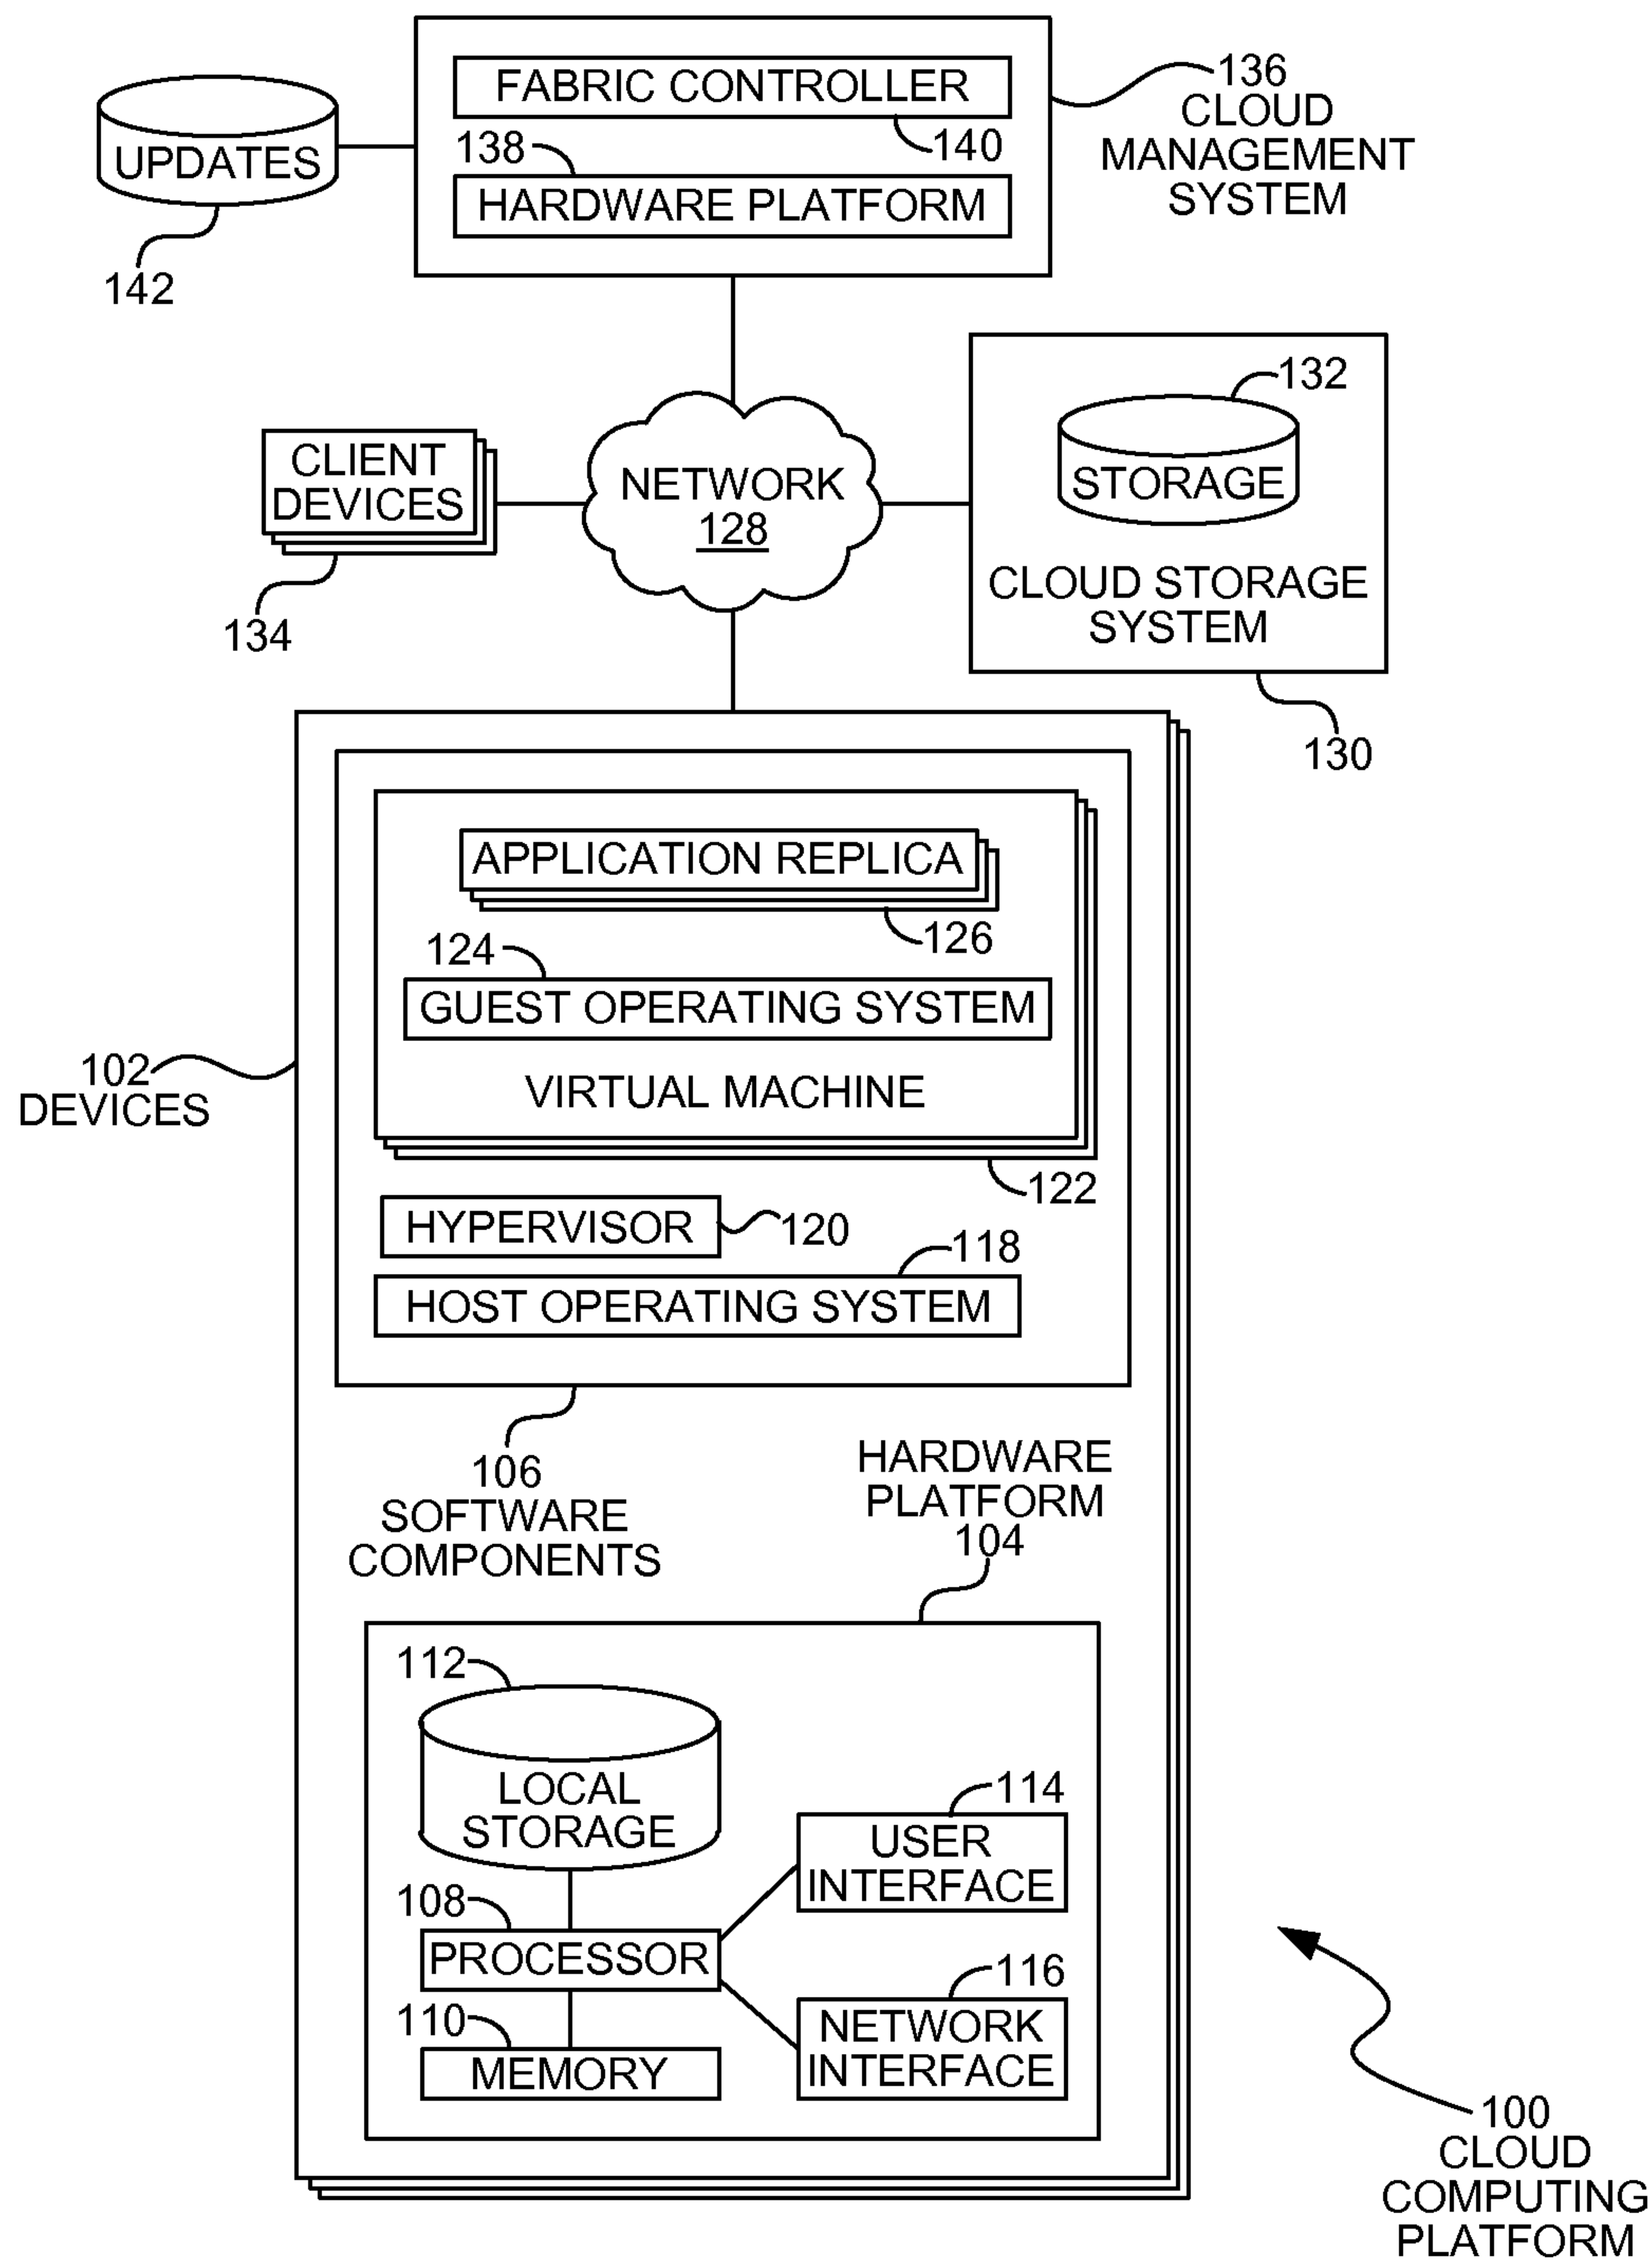 FABRIC CONTROLLER
140
138
HARDWARE PLATFORM
136
CLOUD
MANAGEMENT
SYSTEM
UPDATES
142
132
STORAGE
CLOUD STORAGE
SYSTEM
130
CLIENT
DEVICES
134
NETWORK
128
APPLICATION REPLICA
126
124
GUEST OPERATING SYSTEM
VIRTUAL MACHINE
122
102
DEVICES
HYPERVISOR
120
118
HOST OPERATING SYSTEM
106
SOFTWARE
COMPONENTS
HARDWARE
PLATFORM
104
112
LOCAL
STORAGE
114
USER
INTERFACE
108
PROCESSOR
116
NETWORK
INTERFACE
110
MEMORY
100
CLOUD
COMPUTING
PLATFORM